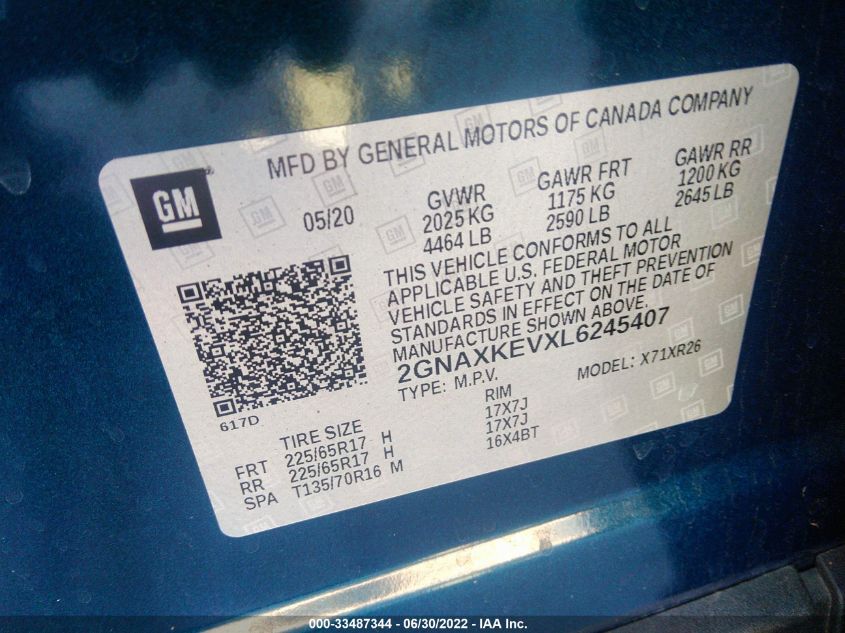 MFD BY GENERAL MOTORS OF CANADA COMPANY
GM
05/20
GVWR
2025 KG
4464 LB
GAWR FRT
1175 KG
2590 LB
GAWR RR
1200 KG
2645 LB
THIS VEHICLE CONFORMS TO ALL
APPLICABLE U.S. FEDERAL MOTOR
VEHICLE SAFETY AND THEFT PREVENTION
STANDARDS IN EFFECT ON THE DATE OF
MANUFACTURE SHOWN ABOVE.
2GNAXKEVXL6245407
TYPE: M.P.V. MODEL: X71XR26
617D
TIRE SIZE RIM
FRT 225/65R17 H 17X7J
RR 225/65R17 H 17X7J
SPA T135/70R16 M 16X4BT
000-33487344 - 06/30/2022 - IAA Inc.